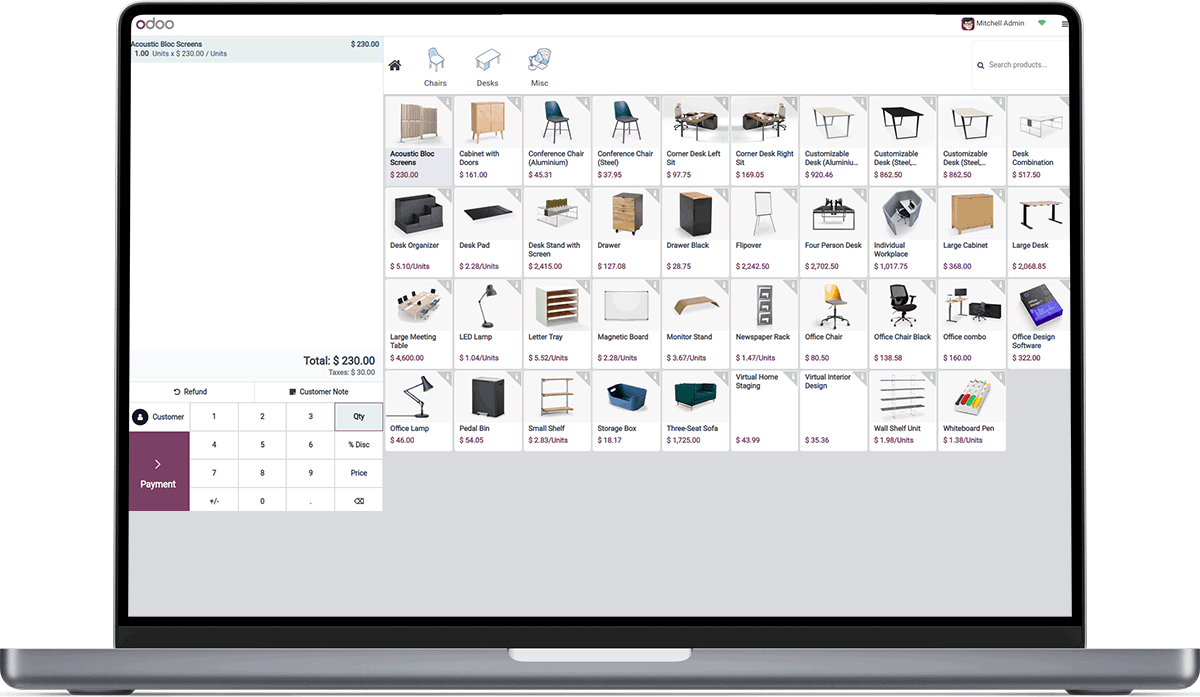 odoo
Mitchell Admin
Acoustic Bloc Screens $ 230.00
1.00 Units x $ 230.00 / Units
Chairs Desks Misc
Search products...
Acoustic Bloc
Screens
$ 230.00
Cabinet with
Doors
$ 161.00
Conference Chair
(Aluminium)
$ 45.31
Conference Chair
(Steel)
$ 37.95
Corner Desk Left
Sit
$ 97.75
Corner Desk Right
Sit
$ 169.05
Customizable
Desk (Aluminiu...
$ 920.46
Customizable
Desk (Steel,...
$ 862.50
Customizable
Desk (Steel,...
$ 862.50
Desk
Combination
$ 517.50
Desk Organizer
$ 5.10/Units
Desk Pad
$ 2.28/Units
Desk Stand with
Screen
$ 2,415.00
Drawer
$ 127.08
Drawer Black
$ 28.75
Flipover
$ 2,242.50
Four Person Desk
$ 2,702.50
Individual
Workplace
$ 1,017.75
Large Cabinet
$ 368.00
Large Desk
$ 2,068.85
Large Meeting
Table
$ 4,600.00
LED Lamp
$ 1.04/Units
Letter Tray
$ 5.52/Units
Magnetic Board
$ 2.28/Units
Monitor Stand
$ 3.67/Units
Newspaper Rack
$ 1.47/Units
Office Chair
$ 80.50
Office Chair Black
$ 138.58
Office combo
$ 160.00
Office Design
Software
$ 322.00
Office Lamp
$ 46.00
Pedal Bin
$ 54.05
Small Shelf
$ 2.83/Units
Storage Box
$ 18.17
Three-Seat Sofa
$ 1,725.00
Virtual Home
Staging
$ 43.99
Virtual Interior
Design
$ 35.36
Wall Shelf Unit
$ 1.98/Units
Whiteboard Pen
$ 1.38/Units
Total: $ 230.00
Taxes: $ 30.00
Refund Customer Note
Customer 1 2 3 Qty
4 5 6 % Disc
7 8 9 Price
Payment
+/- 0 .